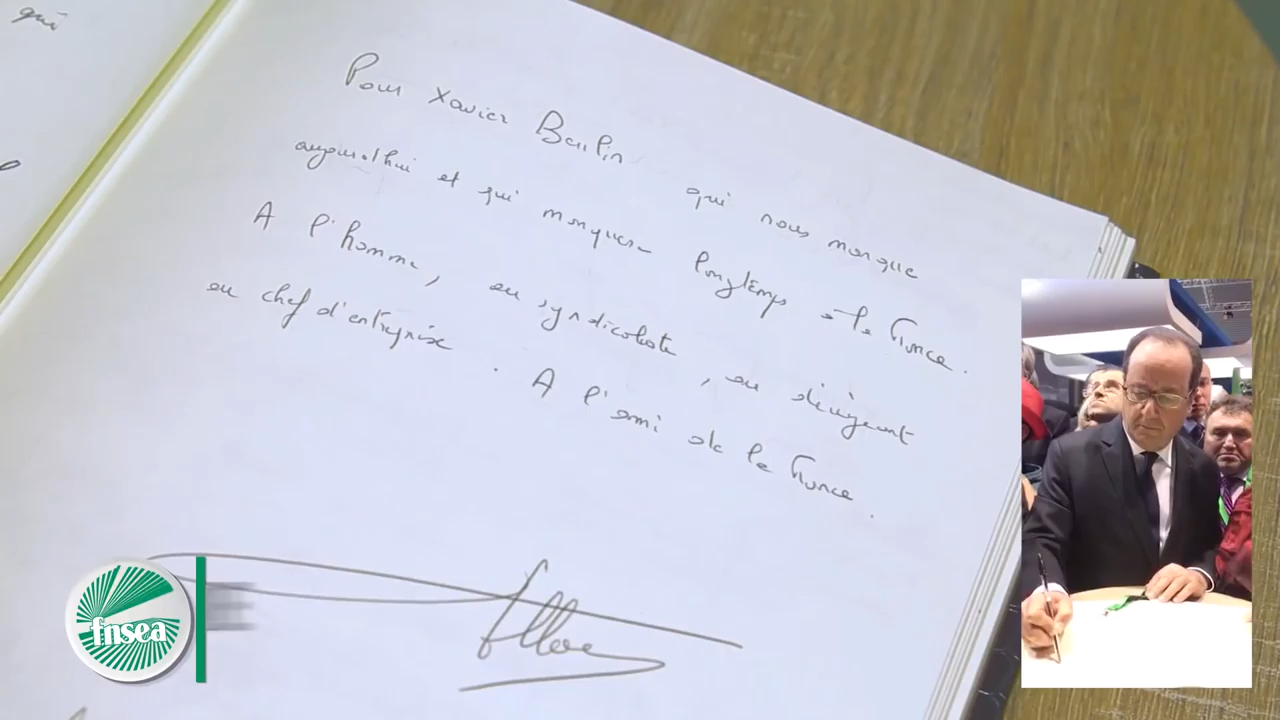 qui
Pour Xavier Beulin qui nous manque
aujourd'hui et qui manquera longtemps à la France.
A l'homme, au syndicaliste, au dirigeant
au chef d'entreprise. A l'ami de la France.
fnsea